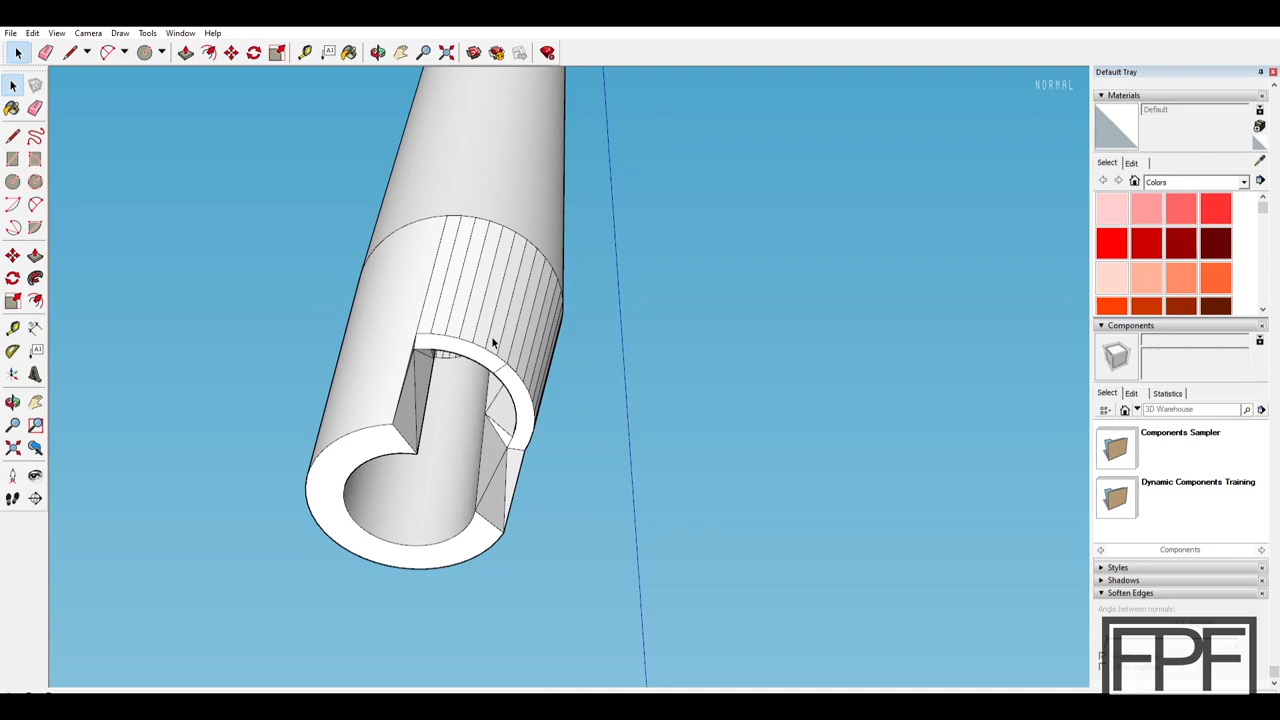 File Edit View Camera Draw Tools Window Help
NORMAL
Default Tray
Materials
Default
Select Edit
Colors
Components
Select Edit Statistics
3D Warehouse
Components Sampler
Dynamic Components Training
Components
Styles
Shadows
Soften Edges
Angle between normals:
FPF